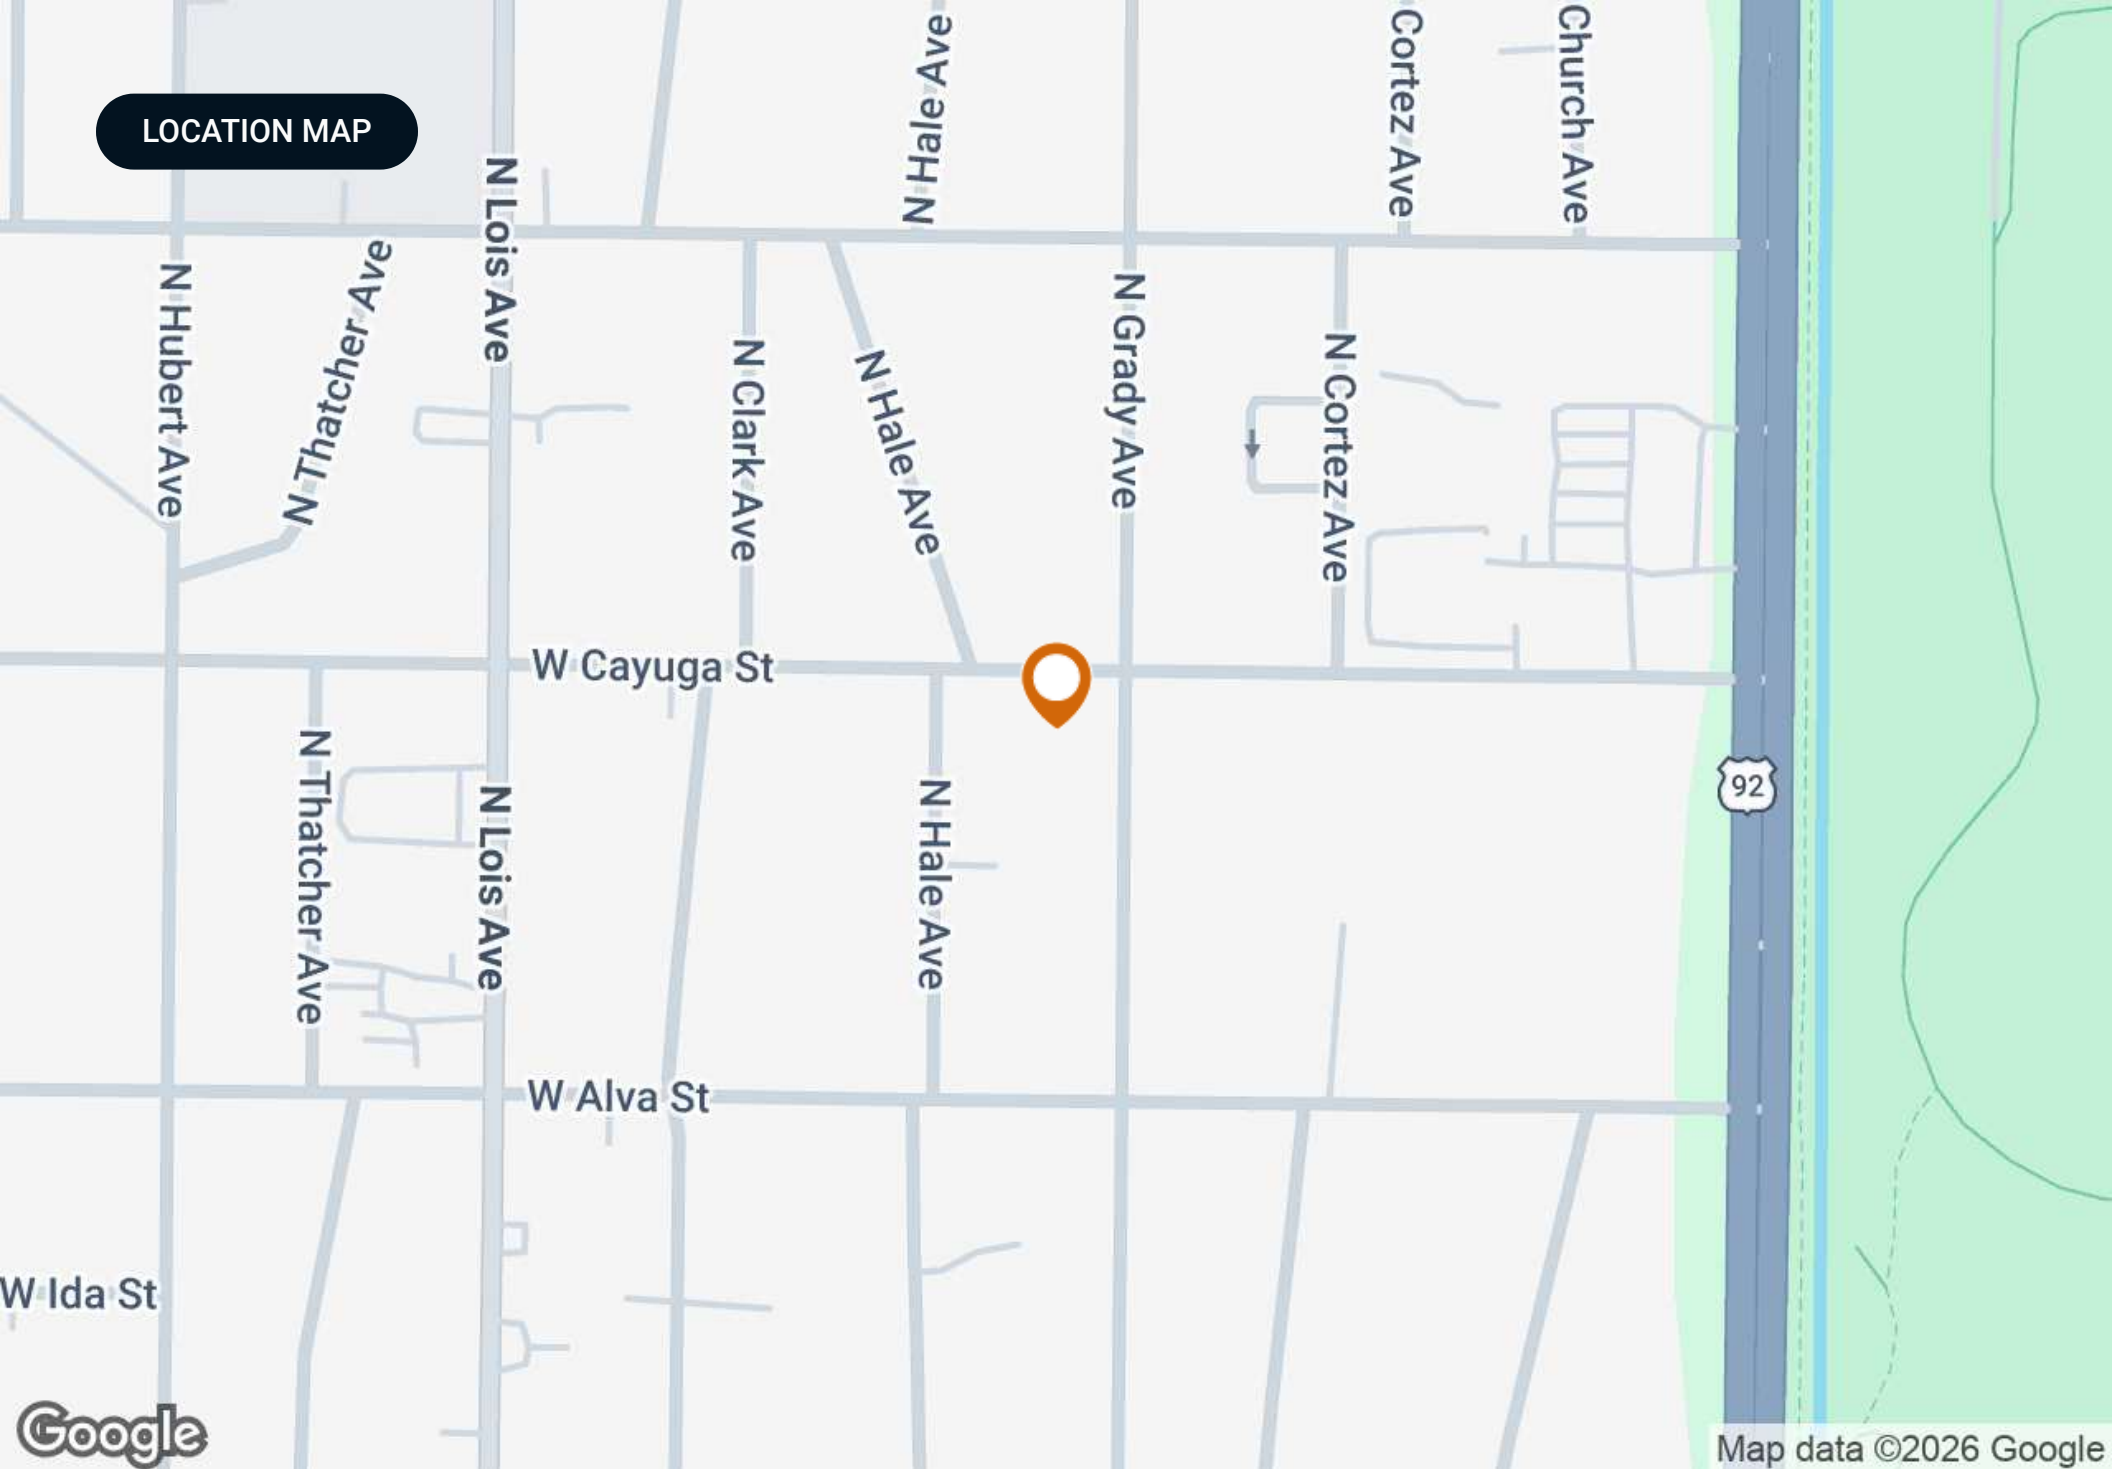 N Hale Ave
Cortez Ave
Church Ave
LOCATION MAP
N Lois Ave
N Hubert Ave
N Thatcher Ave
N Clark Ave
N Hale Ave
N Grady Ave
N Cortez Ave
W Cayuga St
N Thatcher Ave
N Lois Ave
N Hale Ave
92
W Alva St
W Ida St
Google
Map data ©2026 Google